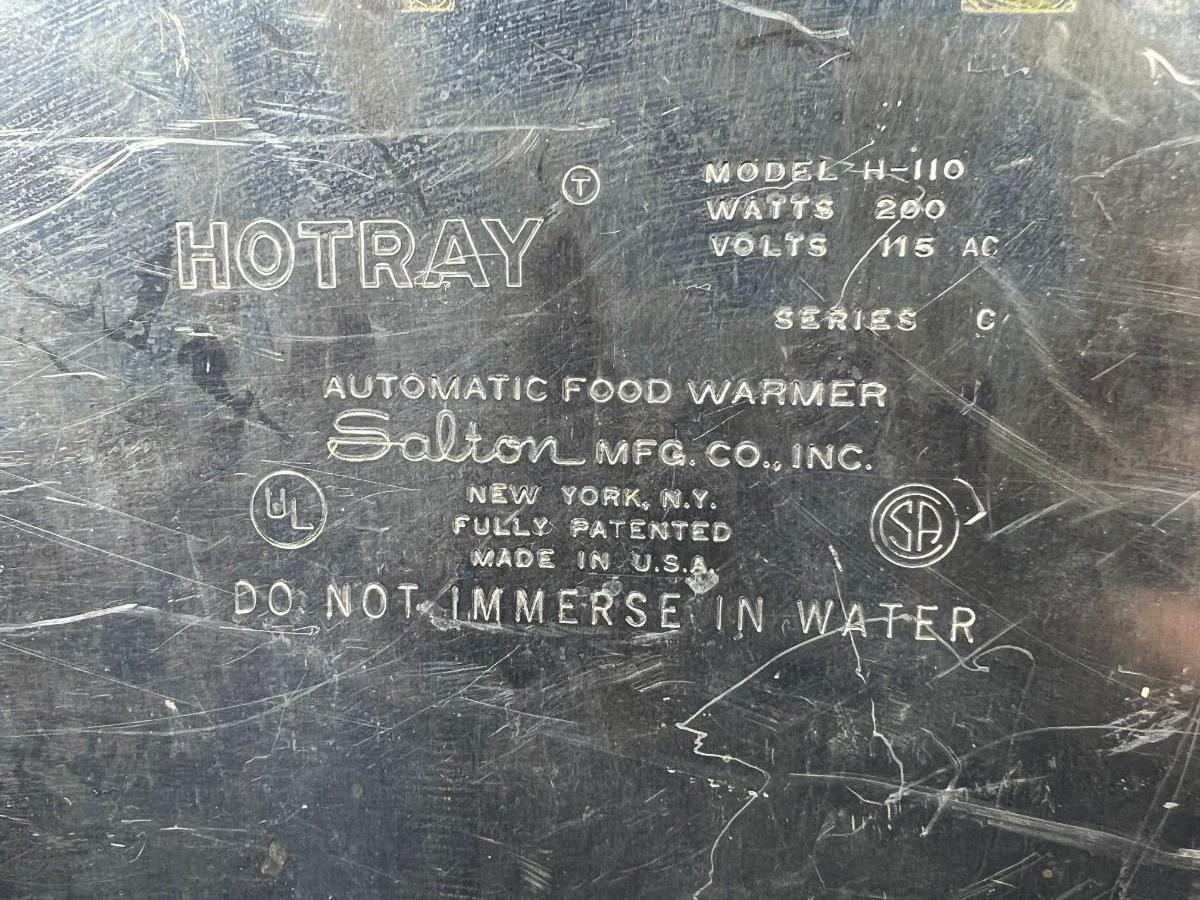 HOTRAY Ⓣ
MODEL H-110
WATTS 200
VOLTS 115 AC
SERIES C
AUTOMATIC FOOD WARMER
Salton MFG. CO., INC.
UL
NEW YORK, N.Y.
FULLY PATENTED
MADE IN U.S.A.
SA
DO NOT IMMERSE IN WATER